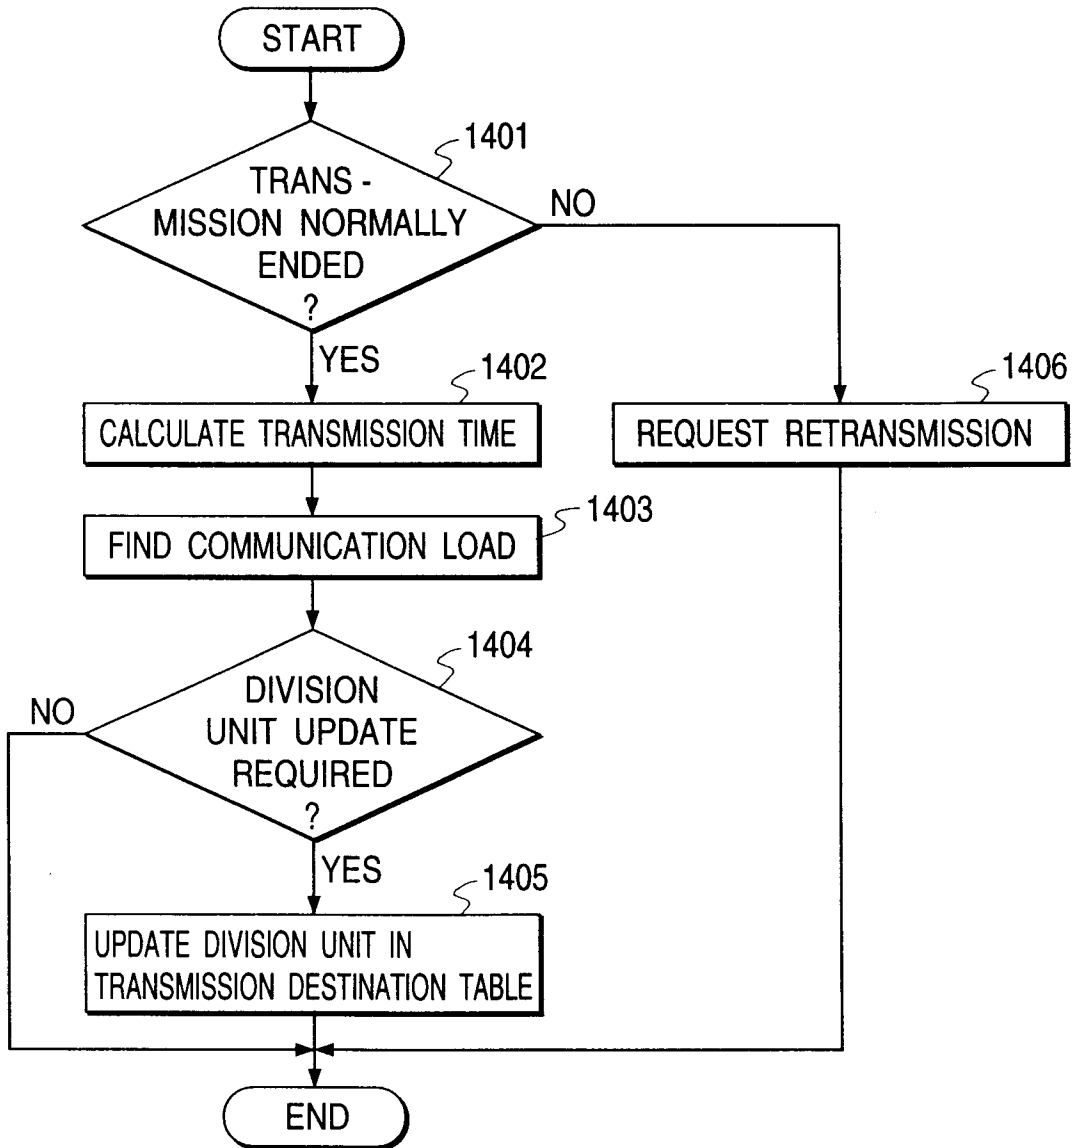 START
1401
TRANS -
MISSION NORMALLY
ENDED
?
NO
YES
1402
CALCULATE TRANSMISSION TIME
1406
REQUEST RETRANSMISSION
1403
FIND COMMUNICATION LOAD
1404
DIVISION
UNIT UPDATE
REQUIRED
?
NO
YES
1405
UPDATE DIVISION UNIT IN
TRANSMISSION DESTINATION TABLE
END